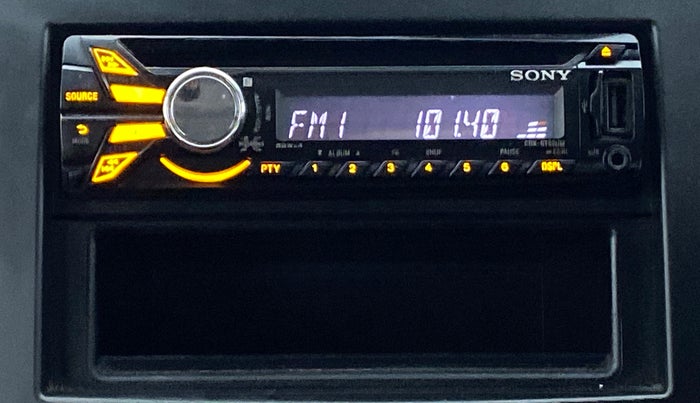 SONY
SOURCE
FM1 101.40
ALBUM
PAUSE
PTY 1 2 3 4 5 6 DSPL